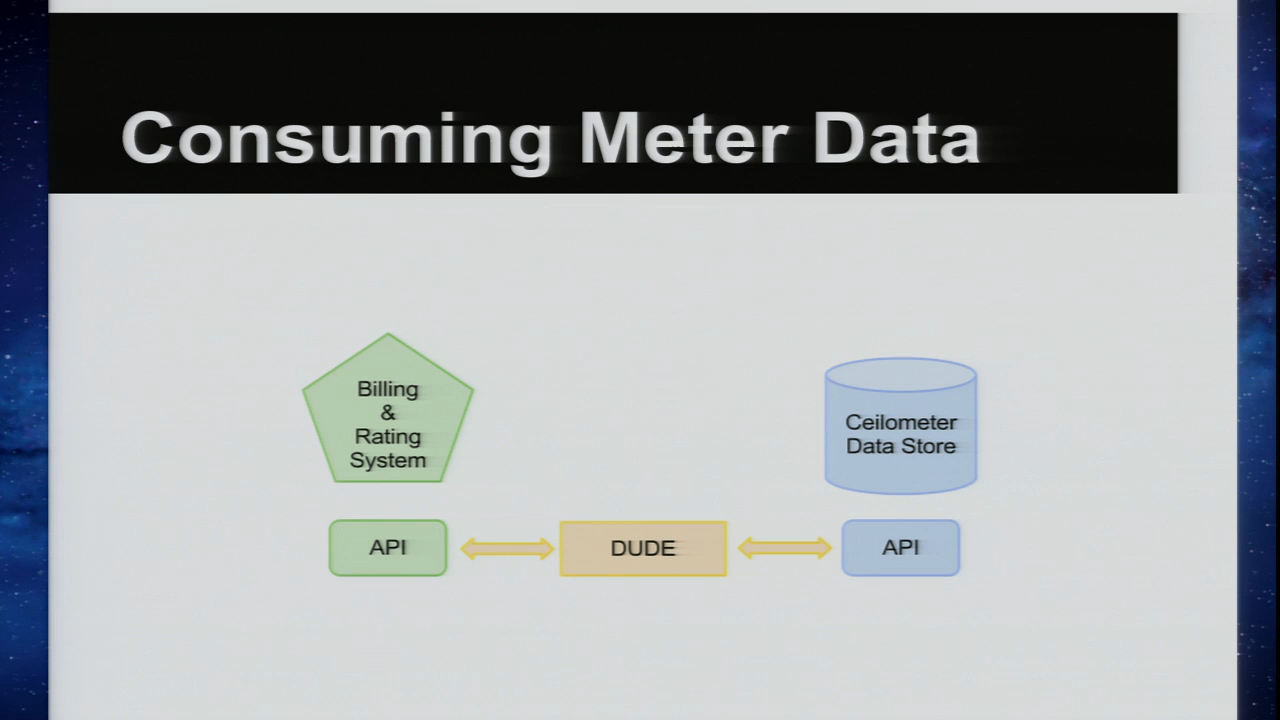 Consuming Meter Data
Billing
&
Rating
System
Ceilometer
Data Store
API
DUDE
API